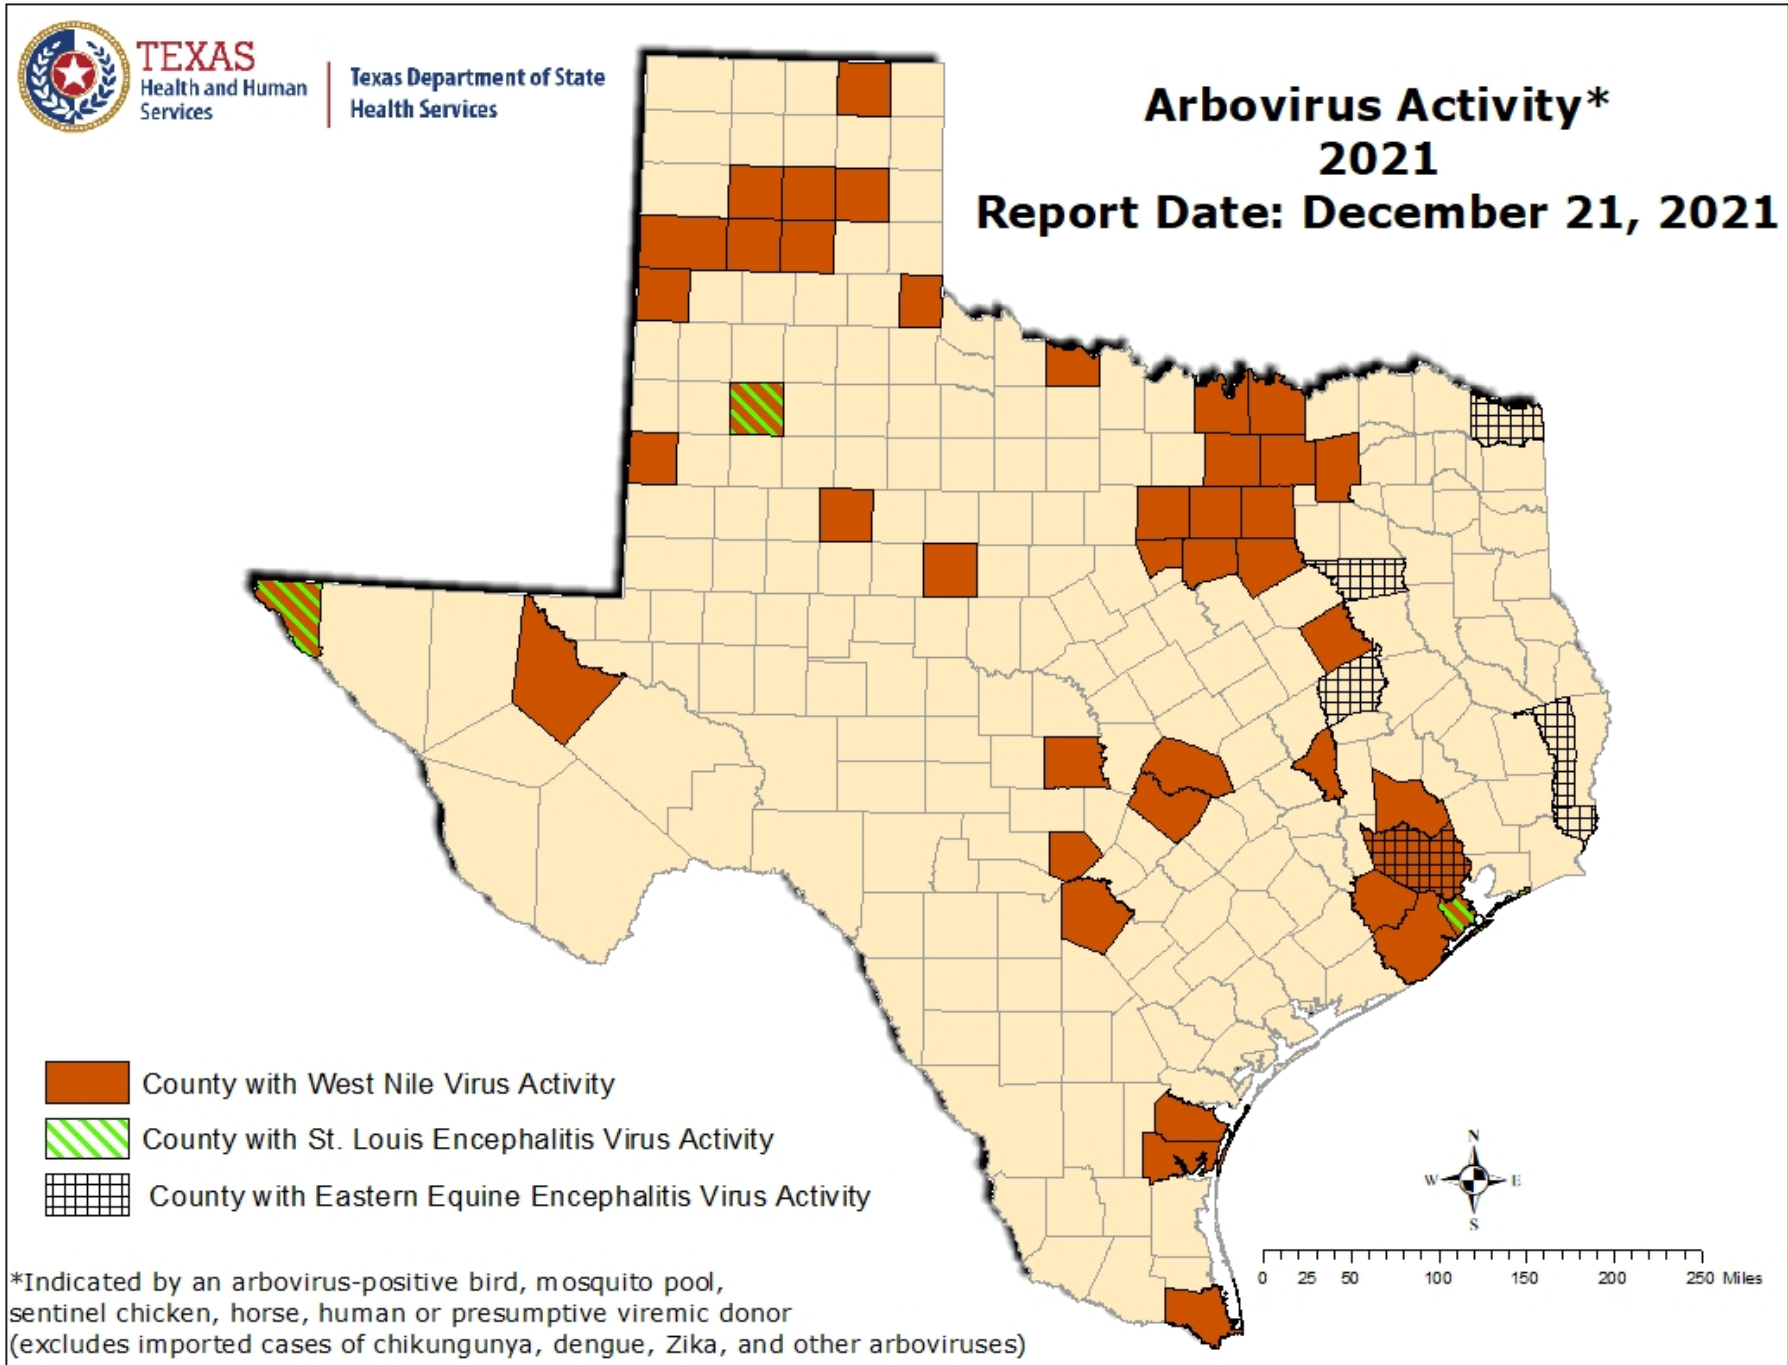 TEXAS
Health and Human
Services
Texas Department of State
Health Services
Arbovirus Activity*
2021
Report Date: December 21, 2021
County with West Nile Virus Activity
County with St. Louis Encephalitis Virus Activity
County with Eastern Equine Encephalitis Virus Activity
N
W E
S
0 25 50 100 150 200 250 Miles
*Indicated by an arbovirus-positive bird, mosquito pool,
sentinel chicken, horse, human or presumptive viremic donor
(excludes imported cases of chikungunya, dengue, Zika, and other arboviruses)